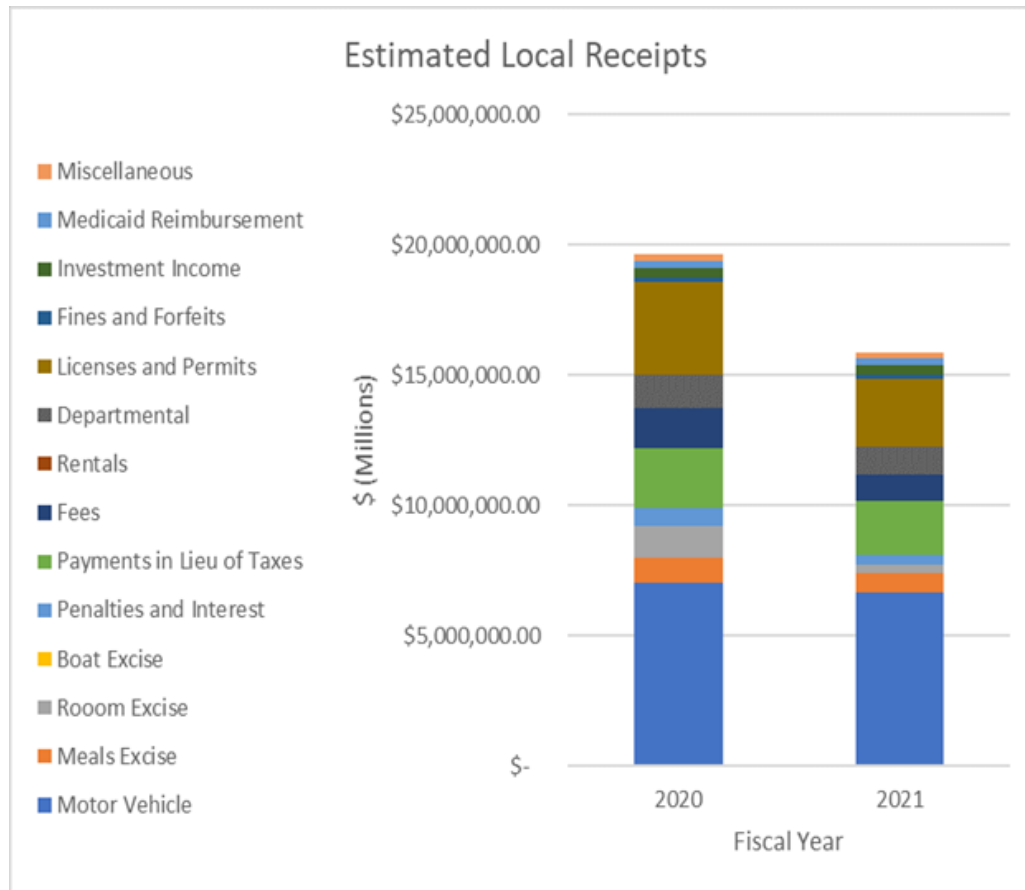 Estimated Local Receipts
$25,000,000.00
$20,000,000.00
$15,000,000.00
$10,000,000.00
$5,000,000.00
$-
$ (Millions)
Miscellaneous
Medicaid Reimbursement
Investment Income
Fines and Forfeits
Licenses and Permits
Departmental
Rentals
Fees
Payments in Lieu of Taxes
Penalties and Interest
Boat Excise
Rooom Excise
Meals Excise
Motor Vehicle
2020
2021
Fiscal Year